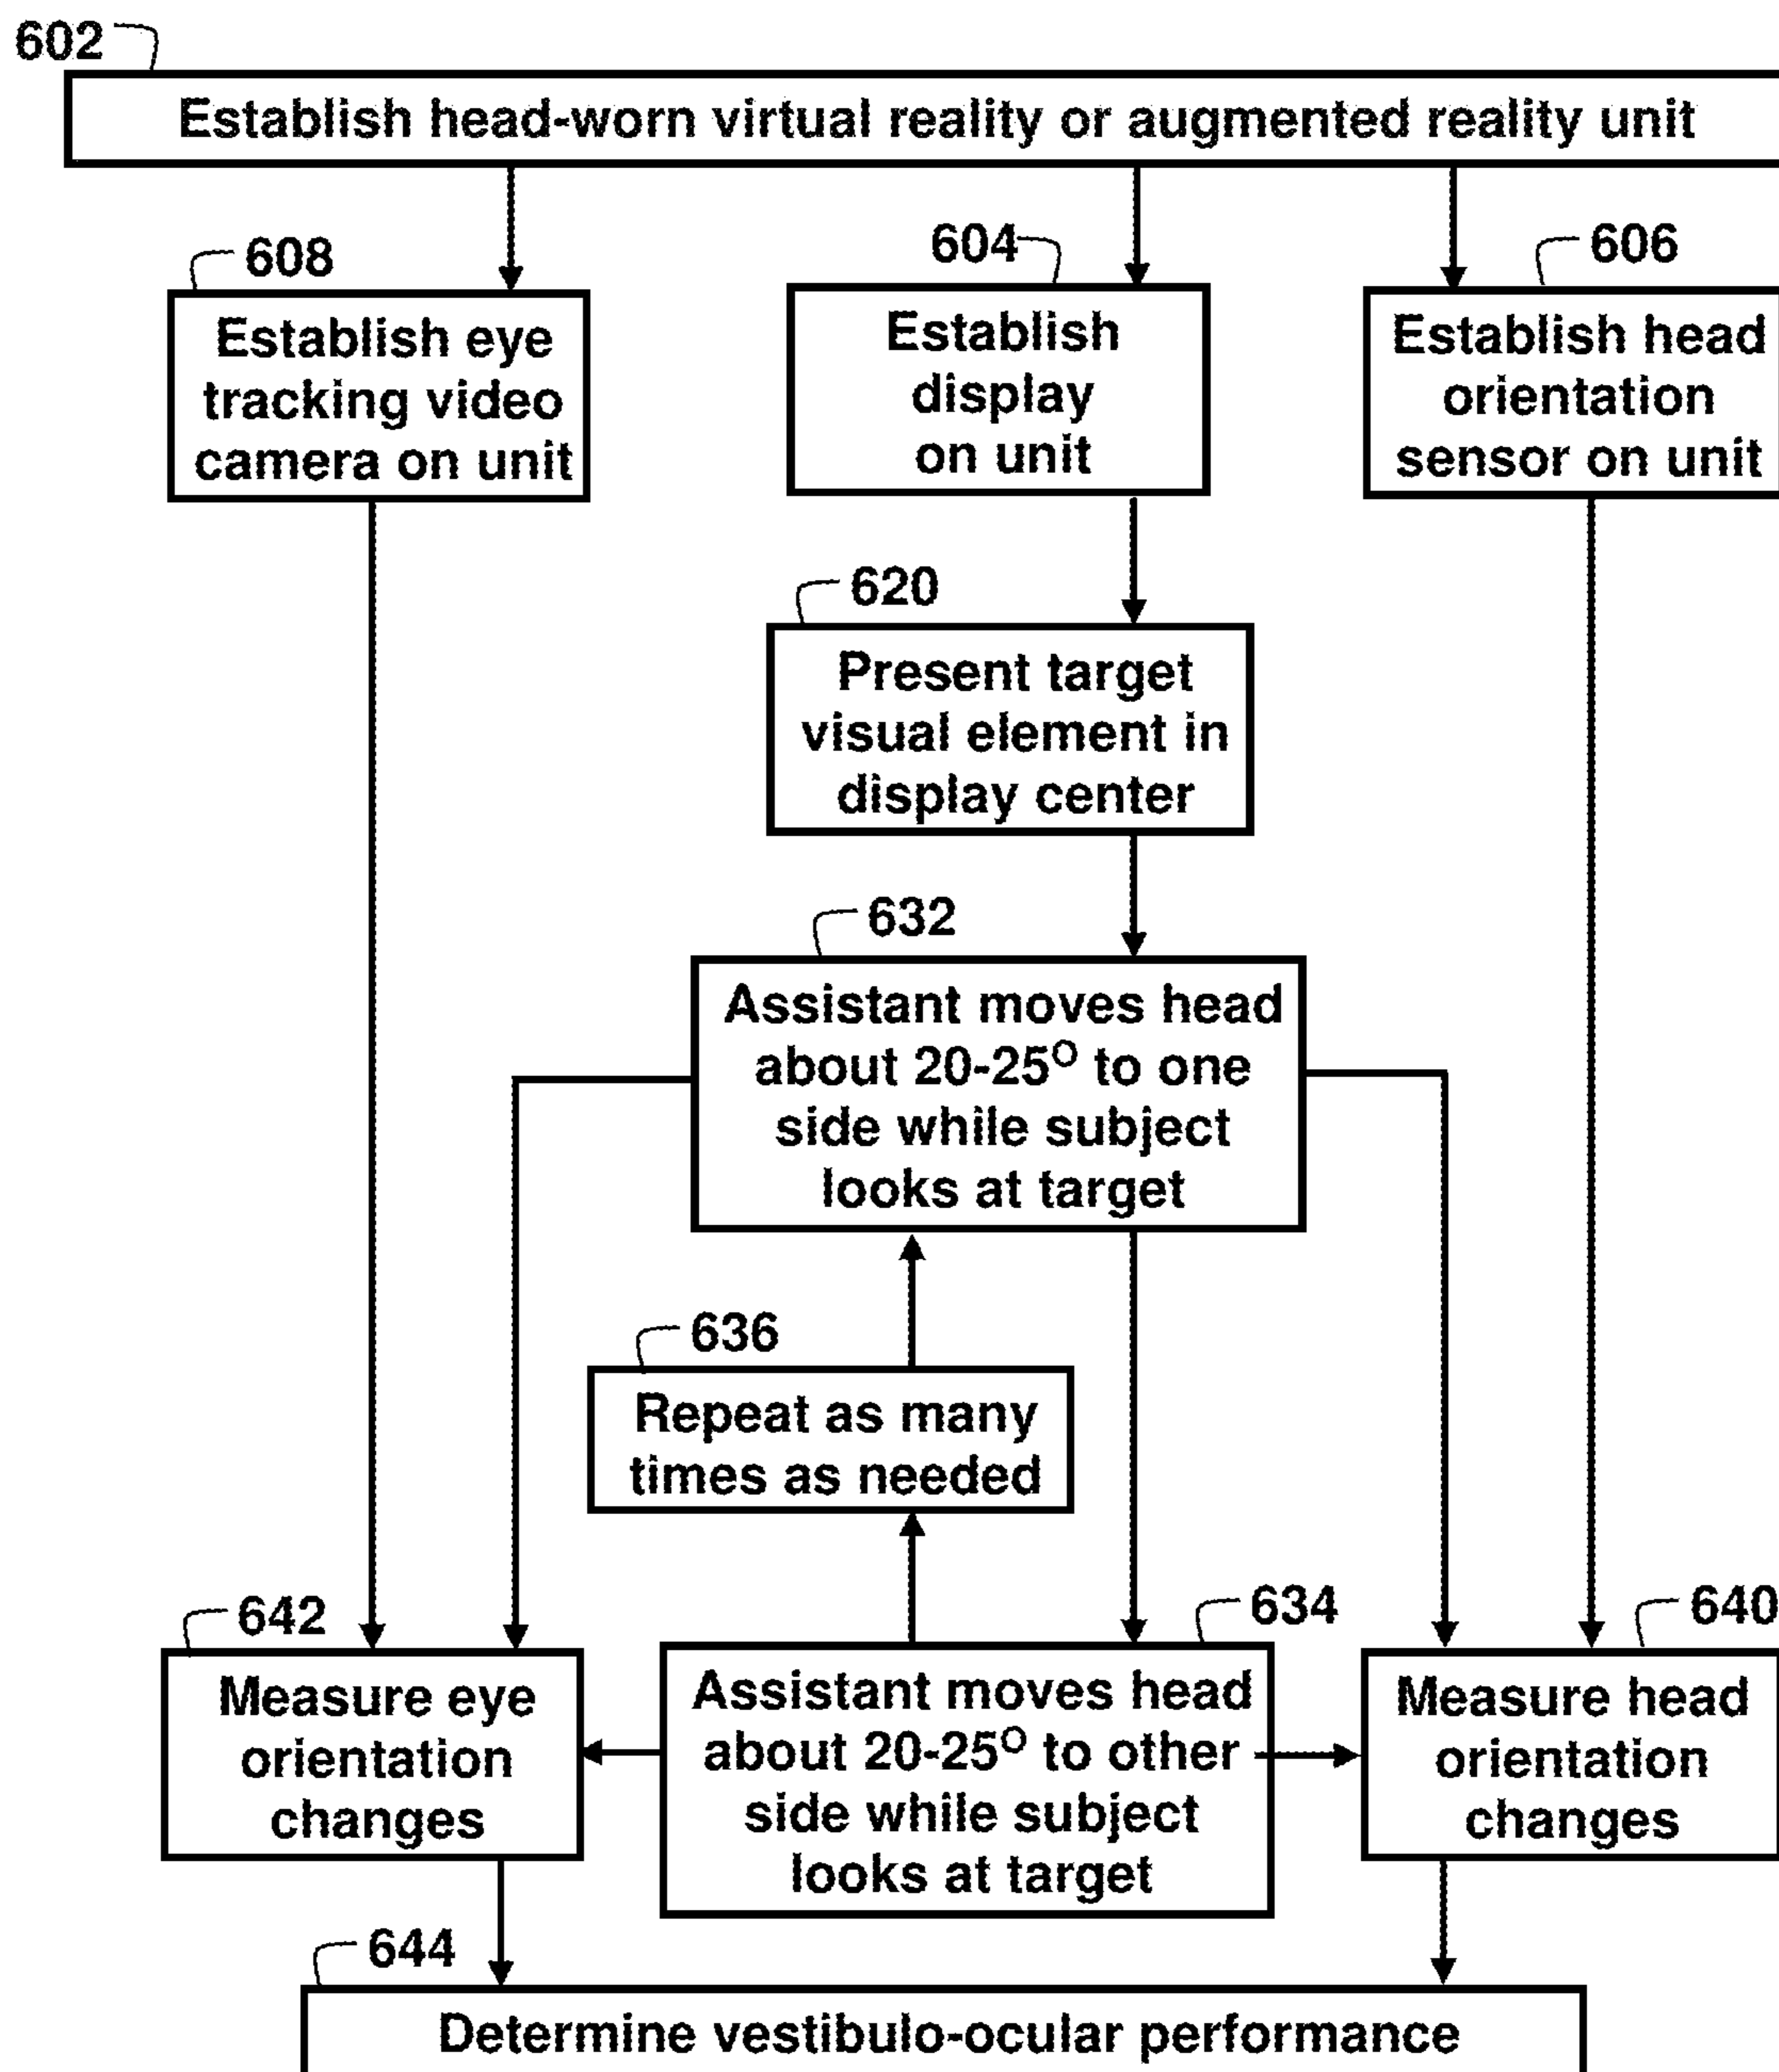 602
Establish head-worn virtual reality or augmented reality unit
608
604
606
Establish eye
tracking video
camera on unit
Establish
display
on unit
Establish head
orientation
sensor on unit
620
Present target
visual element in
display center
632
Assistant moves head
about 20-25° to one
side while subject
looks at target
636
Repeat as many
times as needed
642
634
640
Measure eye
orientation
changes
Assistant moves head
about 20-25° to other
side while subject
looks at target
Measure head
orientation
changes
644
Determine vestibulo-ocular performance